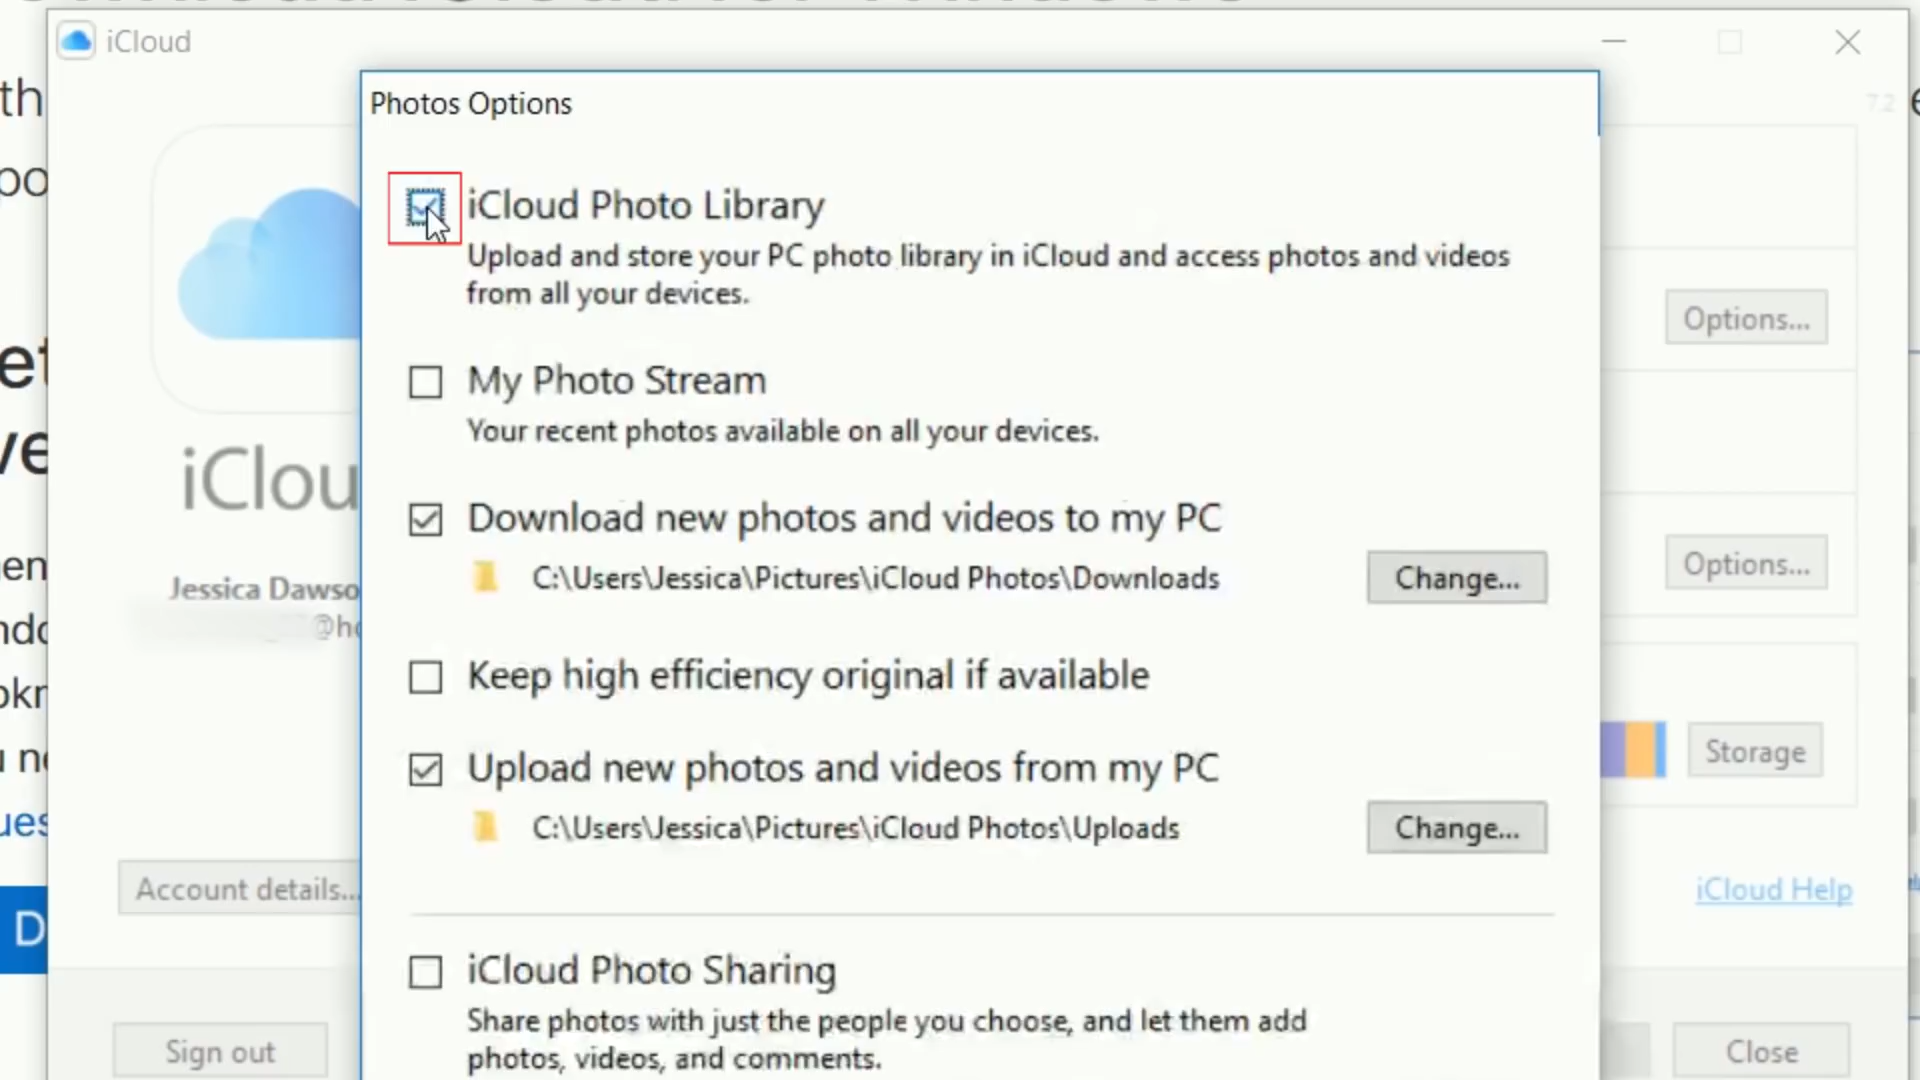 iCloud
7.2
Photos Options
iCloud Photo Library
Upload and store your PC photo library in iCloud and access photos and videos
from all your devices.
My Photo Stream
Your recent photos available on all your devices.
Download new photos and videos to my PC
C:\Users\Jessica\Pictures\iCloud Photos\Downloads
Change...
Keep high efficiency original if available
Upload new photos and videos from my PC
C:\Users\Jessica\Pictures\iCloud Photos\Uploads
Change...
iCloud Photo Sharing
Share photos with just the people you choose, and let them add
photos, videos, and comments.
iClou
Jessica Dawso
Account details...
Sign out
Options...
Options...
Storage
iCloud Help
Close